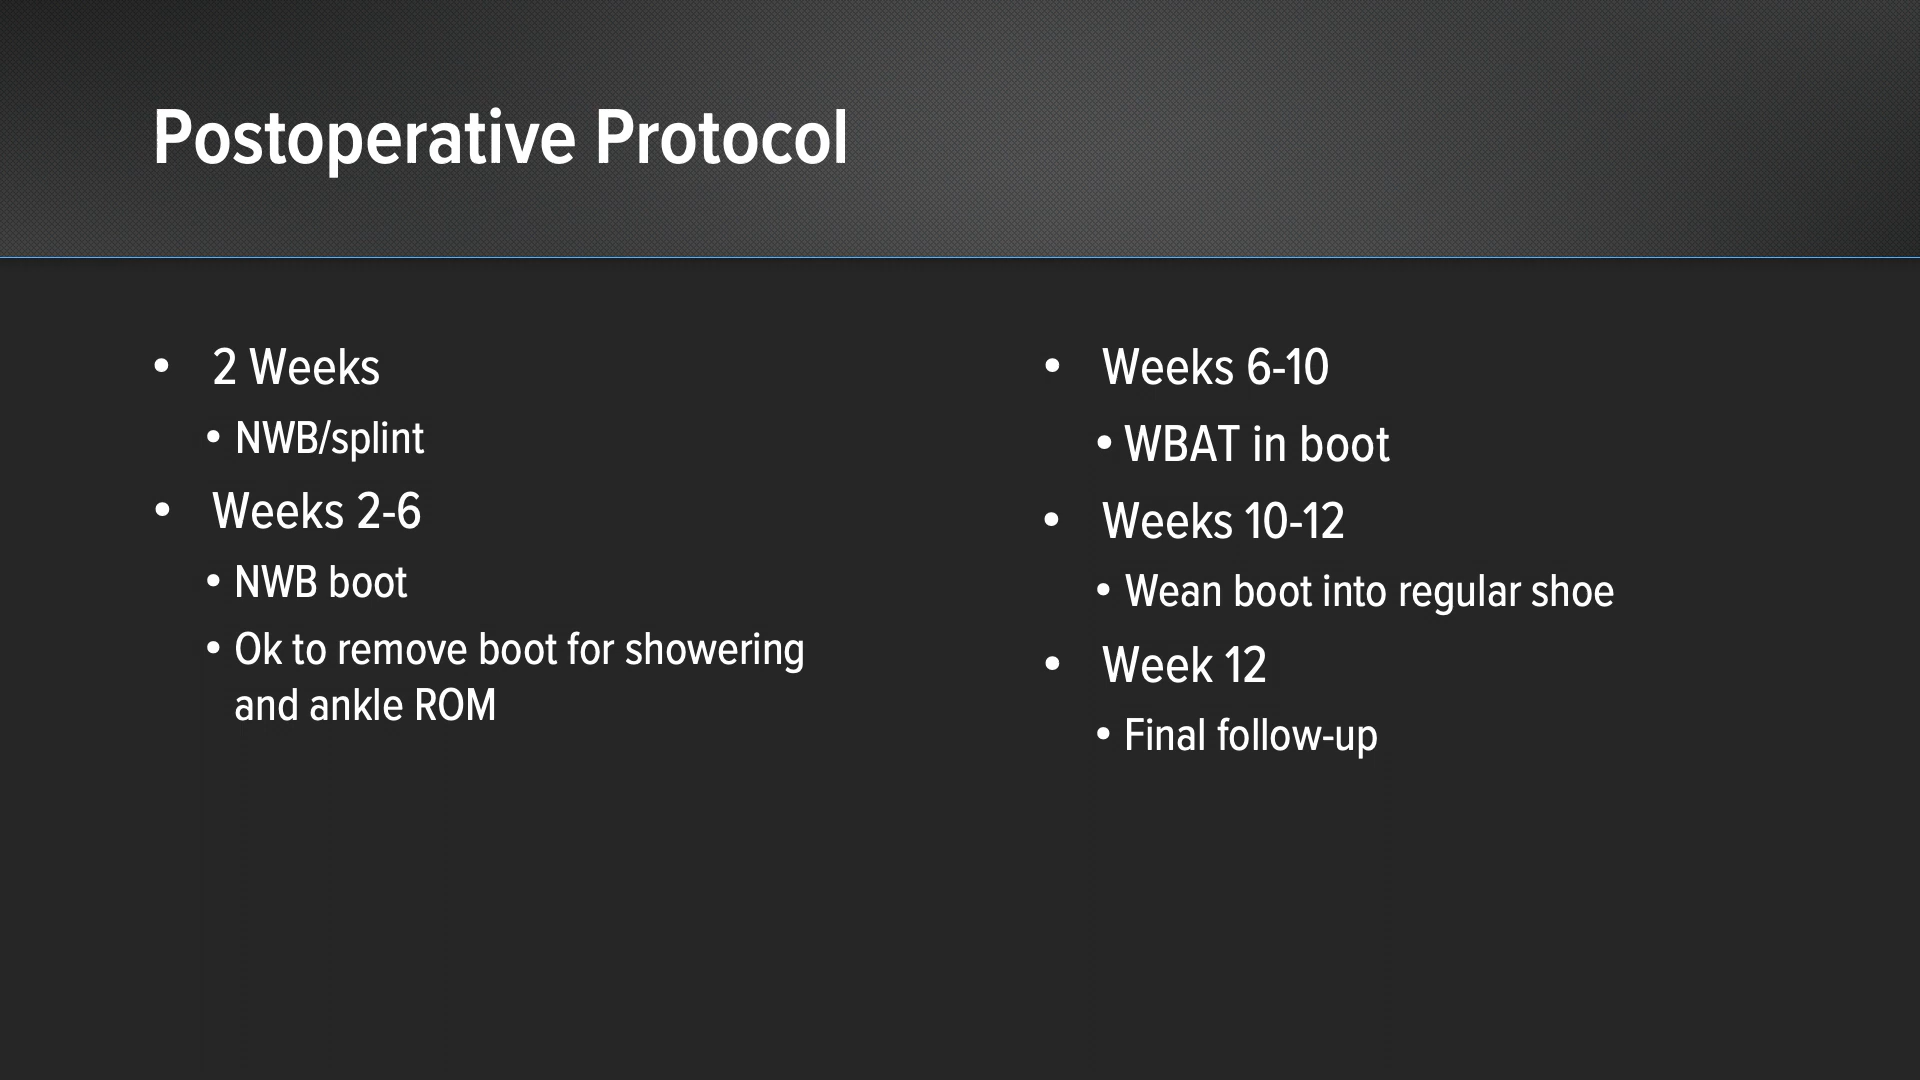 Postoperative Protocol
• 2 Weeks
• NWB/splint
• Weeks 2-6
• NWB boot
• Ok to remove boot for showering
and ankle ROM
• Weeks 6-10
• WBAT in boot
• Weeks 10-12
• Wean boot into regular shoe
• Week 12
• Final follow-up